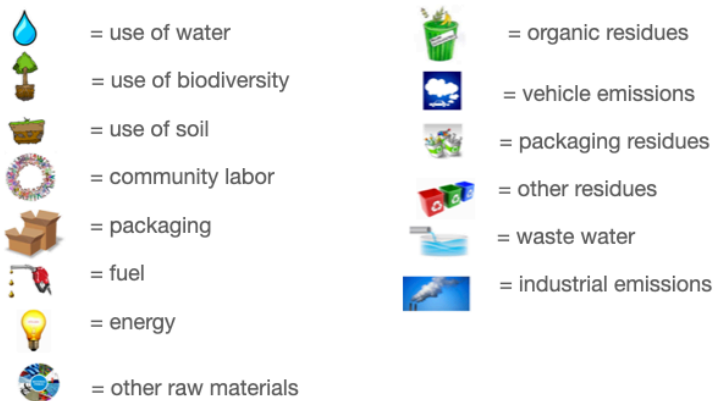 = use of water
= use of biodiversity
= use of soil
= community labor
= packaging
= fuel
= energy
= other raw materials
= organic residues
= vehicle emissions
= packaging residues
= other residues
= waste water
= industrial emissions